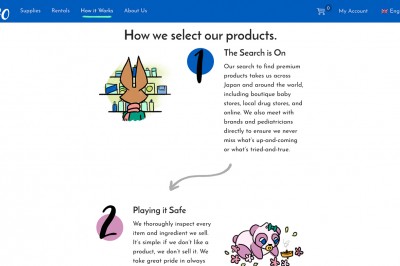 Supplies Rentals How it Works About Us 0 My Account
How we select our products.
1 The Search is On
Our search to find premium
products takes us across
Japan and around the world,
including boutique baby
stores, local drug stores, and
online. We also meet with
brands and pediatricians
directly to ensure we never
miss what's up-and-coming
or what's tried-and-true.
2 Playing it Safe
We thoroughly inspect every
item and ingredient we sell.
It's simple: if we don't like a
product, we don't sell it. We
take great pride in always